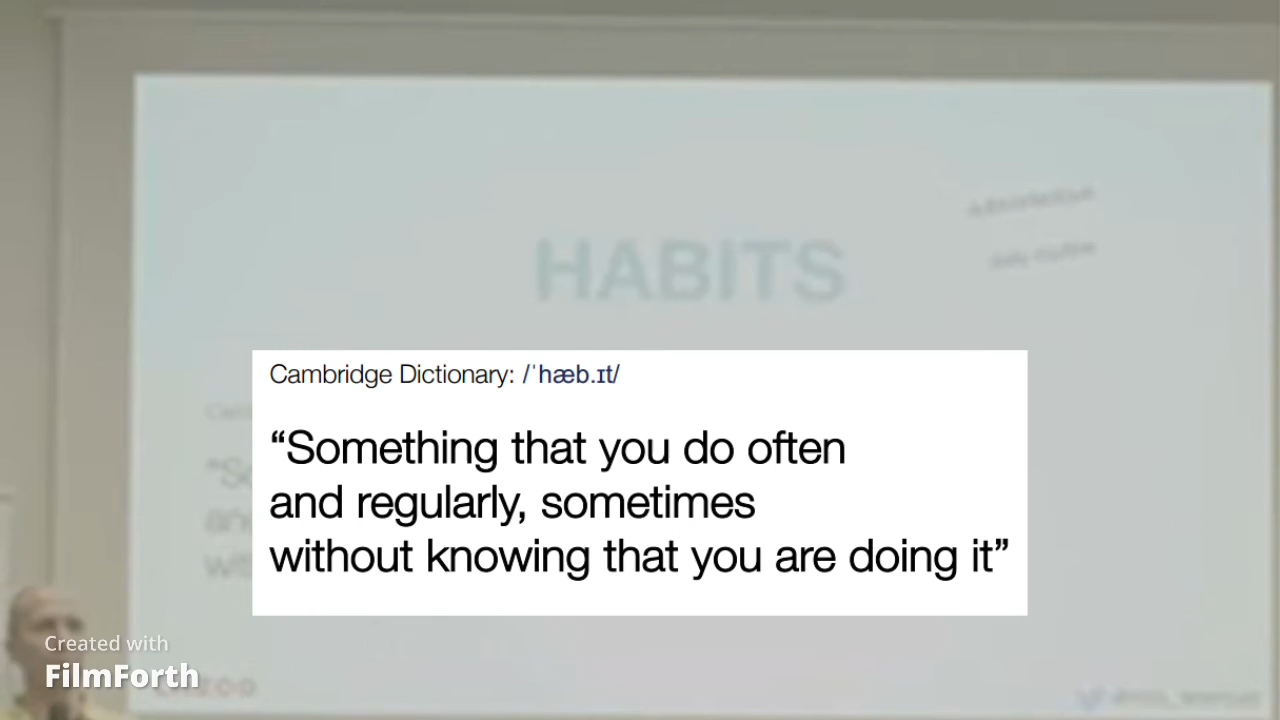 HABITS
Cambridge Dictionary: /ˈhæb.ɪt/
“Something that you do often
and regularly, sometimes
without knowing that you are doing it”
Created with
FilmForth